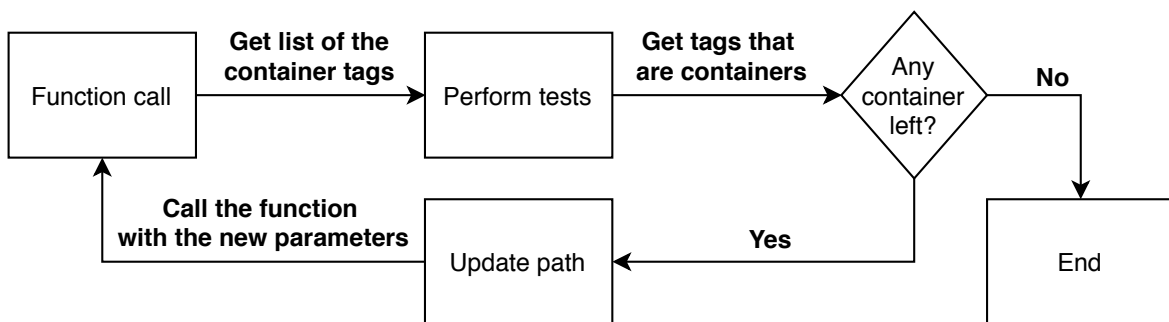 Function call
Get list of the
container tags
Perform tests
Get tags that
are containers
Any
container
left?
No
End
Yes
Update path
Call the function
with the new parameters